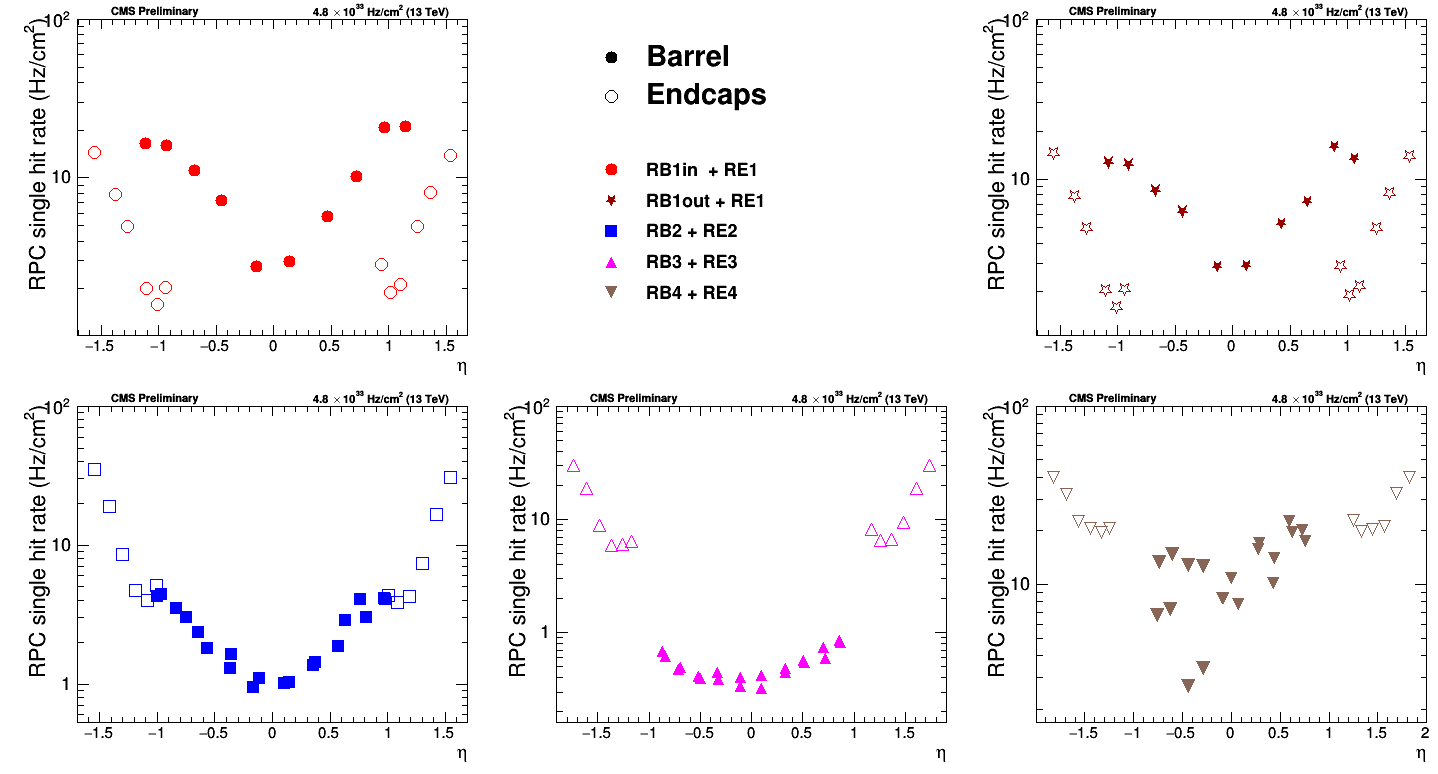 CMS Preliminary 4.8 × 10³³ Hz/cm² (13 TeV)
RPC single hit rate (Hz/cm²)
10²
10
−1.5 −1 −0.5 0 0.5 1 1.5
η
Barrel
Endcaps
RB1in + RE1
RB1out + RE1
RB2 + RE2
RB3 + RE3
RB4 + RE4
CMS Preliminary 4.8 × 10³³ Hz/cm² (13 TeV)
RPC single hit rate (Hz/cm²)
10²
10
−1.5 −1 −0.5 0 0.5 1 1.5
η
CMS Preliminary 4.8 × 10³³ Hz/cm² (13 TeV)
RPC single hit rate (Hz/cm²)
10²
10
1
−1.5 −1 −0.5 0 0.5 1 1.5
η
CMS Preliminary 4.8 × 10³³ Hz/cm² (13 TeV)
RPC single hit rate (Hz/cm²)
10²
10
1
−1.5 −1 −0.5 0 0.5 1 1.5
η
CMS Preliminary 4.8 × 10³³ Hz/cm² (13 TeV)
RPC single hit rate (Hz/cm²)
10²
10
−1.5 −1 −0.5 0 0.5 1 1.5 2
η